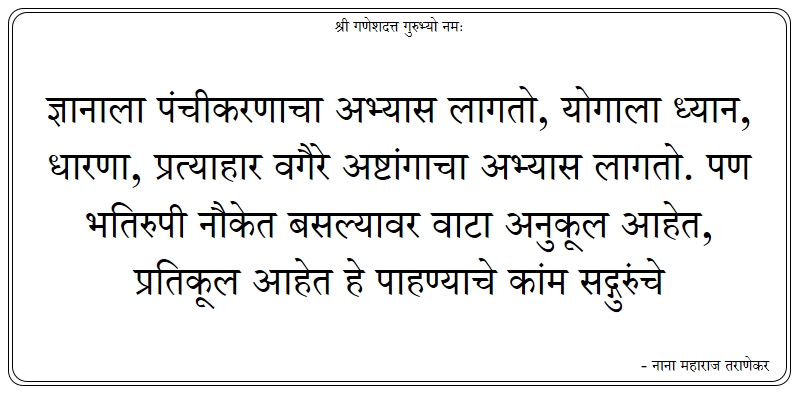 श्री गणेशदत्त गुरुभ्यो नमः
ज्ञानाला पंचीकरणाचा अभ्यास लागतो, योगाला ध्यान,
धारणा, प्रत्याहार वगैरे अष्टांगाचा अभ्यास लागतो. पण
भतिरुपी नौकेत बसल्यावर वाटा अनुकूल आहेत,
प्रतिकूल आहेत हे पाहण्याचे कांम सद्गुरुंचे
- नाना महाराज तराणेकर